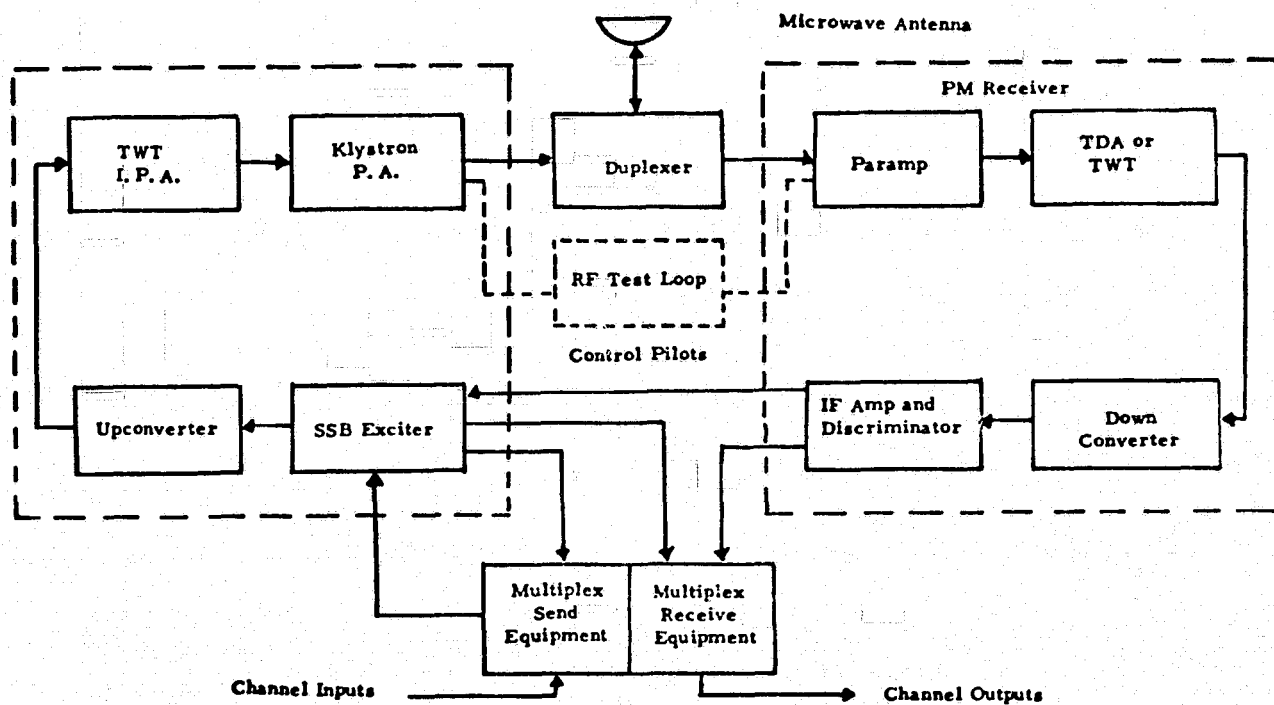 Microwave Antenna
PM Receiver
TWT
I. P. A.
Klystron
P. A.
Duplexer
Paramp
TDA or
TWT
RF Test Loop
Control Pilots
Upconverter
SSB Exciter
IF Amp and
Discriminator
Down
Converter
Multiplex
Send
Equipment
Multiplex
Receive
Equipment
Channel Inputs
Channel Outputs